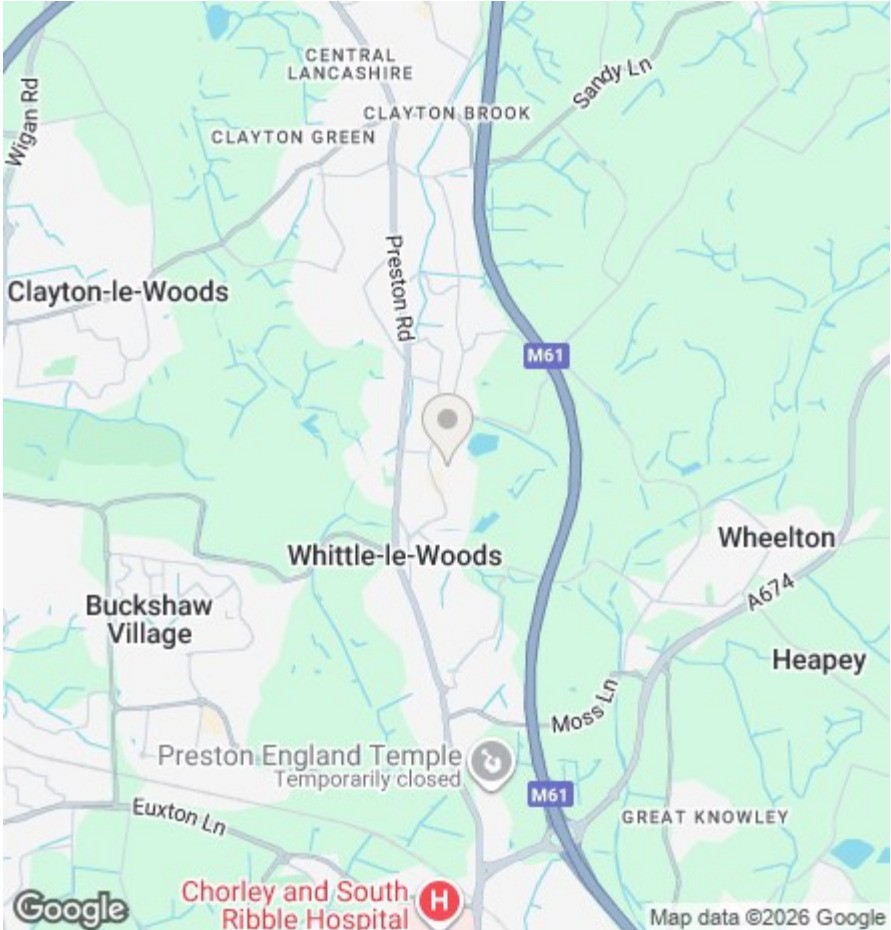 CENTRAL
LANCASHIRE
Sandy Ln
CLAYTON BROOK
CLAYTON GREEN
Wigan Rd
Preston Rd
Clayton-le-Woods
M61
Wheelton
Whittle-le-Woods
A674
Buckshaw
Village
Heapey
Moss Ln
Preston England Temple
Temporarily closed
M61
Euxton Ln
GREAT KNOWLEY
Chorley and South
Ribble Hospital
H
Google
Map data ©2026 Google